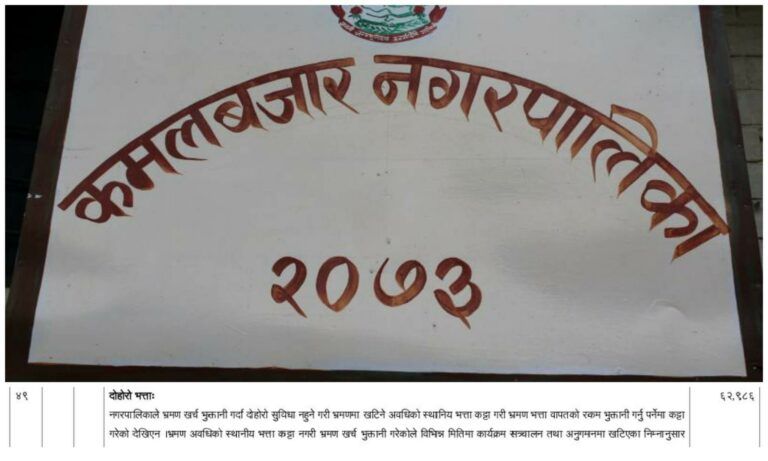 कमलबजार नगरपालिका
२०७३
४९ दोहोरो भत्ताः ६२,९८६
नगरपालिकाले भ्रमण खर्च भुक्तानी गर्दा दोहोरो सुविधा नहुने गरी भ्रमणमा खटिने अवधिको स्थानिय भत्ता कट्टा गरी भ्रमण भत्ता वापतको रकम भुक्तानी गर्नु पर्नेमा कट्टा
गरेको देखिएन ।भ्रमण अवधिको स्थानीय भत्ता कट्टा नगरी भ्रमण खर्च भुक्तानी गरेकोले विभिन्न मितिमा कार्यक्रम सञ्चालन तथा अनुगमनमा खटिएका निम्नानुसार